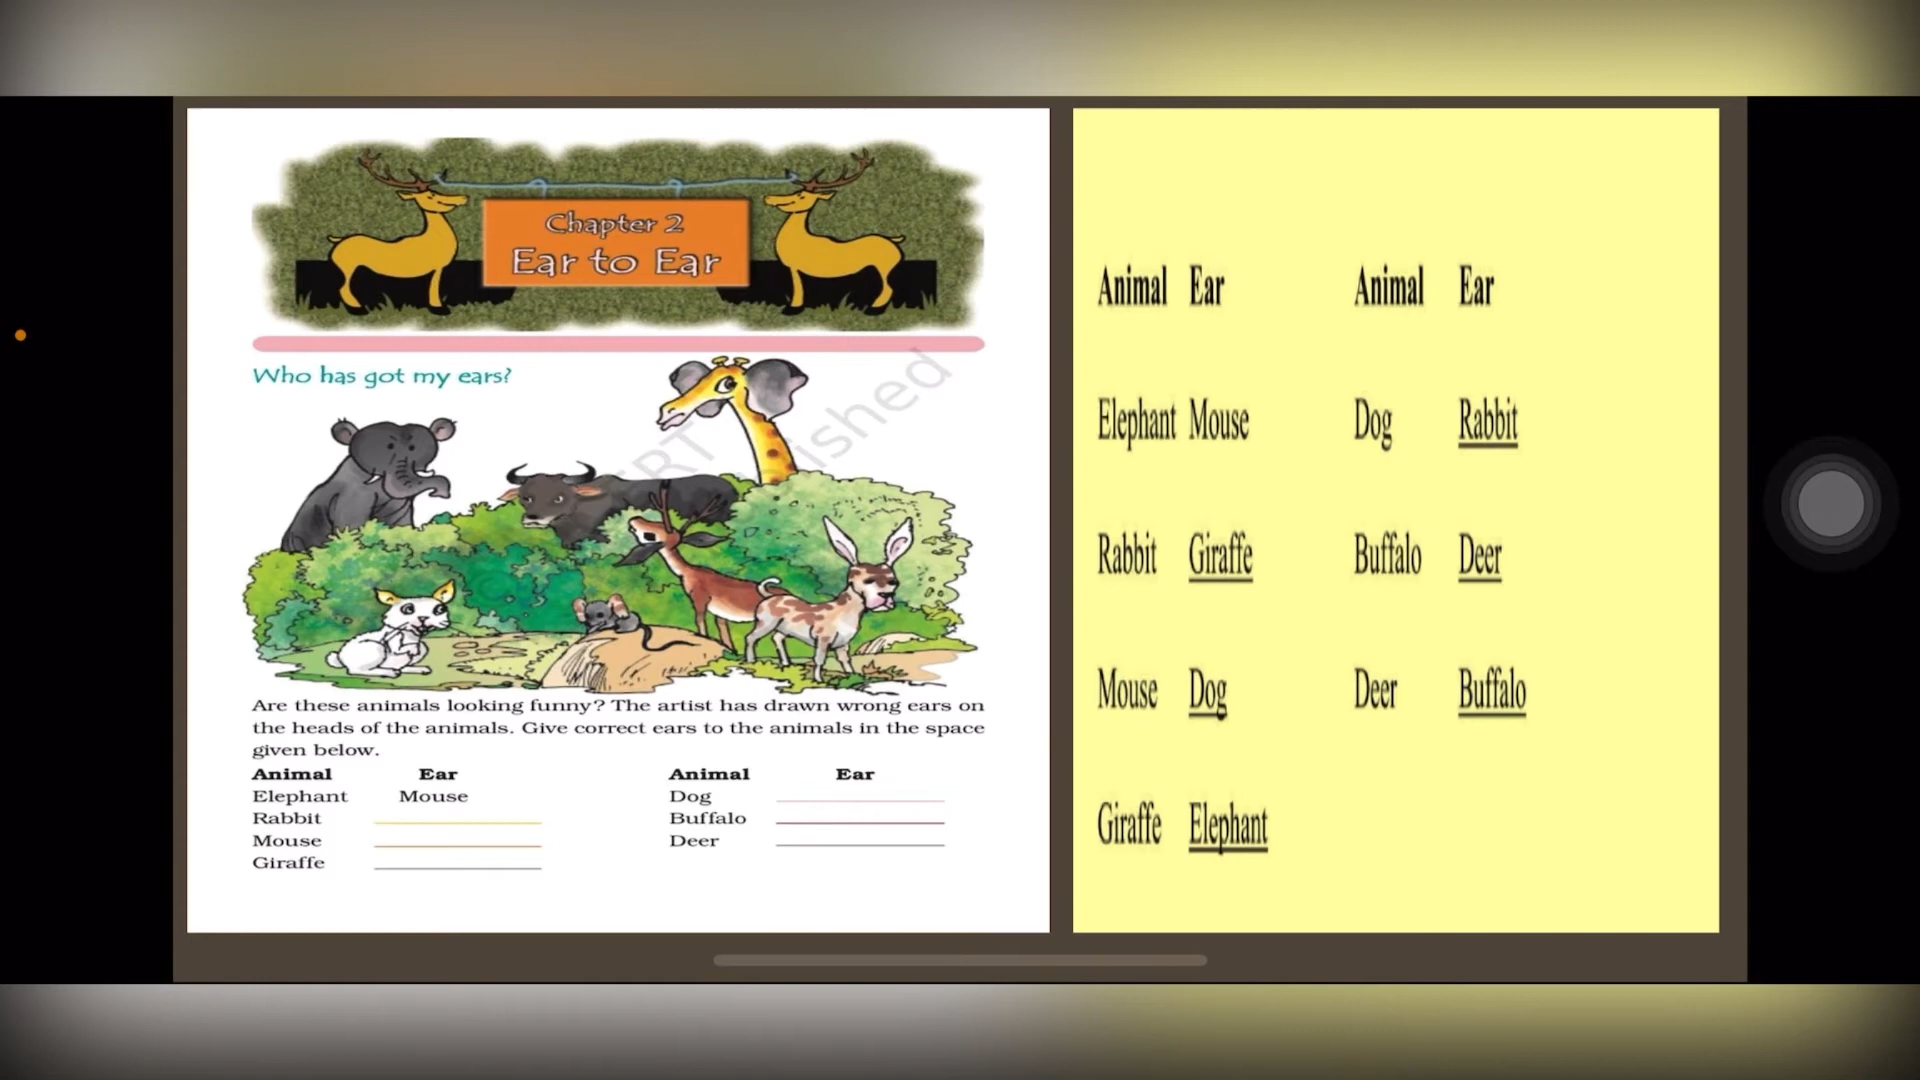 Chapter 2
Ear to Ear
Who has got my ears?
Are these animals looking funny? The artist has drawn wrong ears on
the heads of the animals. Give correct ears to the animals in the space
given below.
Animal Ear Animal Ear
Elephant Mouse Dog
Rabbit Buffalo
Mouse Deer
Giraffe
Animal Ear Animal Ear
Elephant Mouse Dog Rabbit
Rabbit Giraffe Buffalo Deer
Mouse Dog Deer Buffalo
Giraffe Elephant